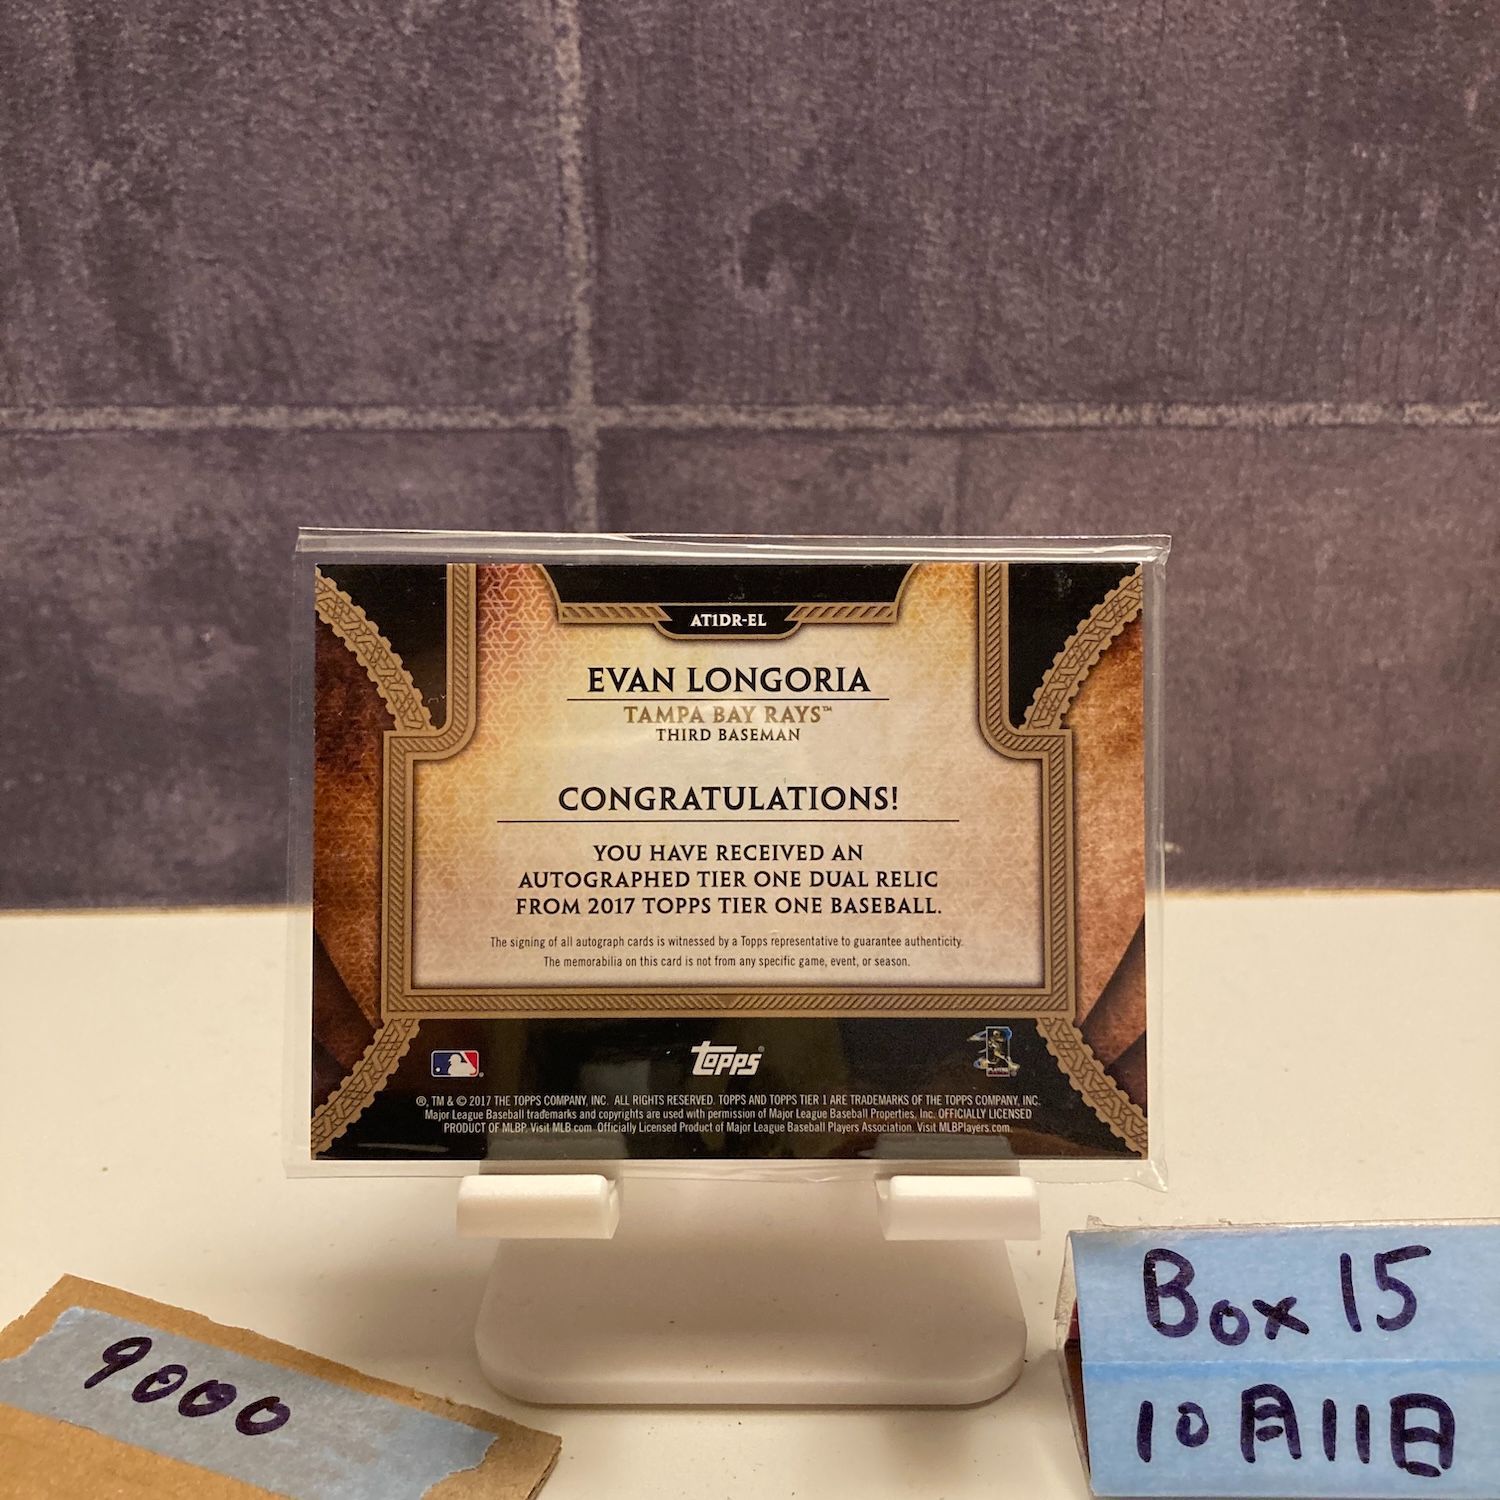 AT1DR-EL
EVAN LONGORIA
TAMPA BAY RAYS™
THIRD BASEMAN
CONGRATULATIONS!
YOU HAVE RECEIVED AN
AUTOGRAPHED TIER ONE DUAL RELIC
FROM 2017 TOPPS TIER ONE BASEBALL.
The signing of all autograph cards is witnessed by a Topps representative to guarantee authenticity.
The memorabilia on this card is not from any specific game, event, or season.
topps®
PLAYERS
®, TM & © 2017 THE TOPPS COMPANY, INC. ALL RIGHTS RESERVED. TOPPS AND TOPPS TIER 1 ARE TRADEMARKS OF THE TOPPS COMPANY, INC.
Major League Baseball trademarks and copyrights are used with permission of Major League Baseball Properties, Inc. OFFICIALLY LICENSED
PRODUCT OF MLBP. Visit MLB.com. Officially Licensed Product of Major League Baseball Players Association. Visit MLBPlayers.com.
9000
Box 15
10月11日